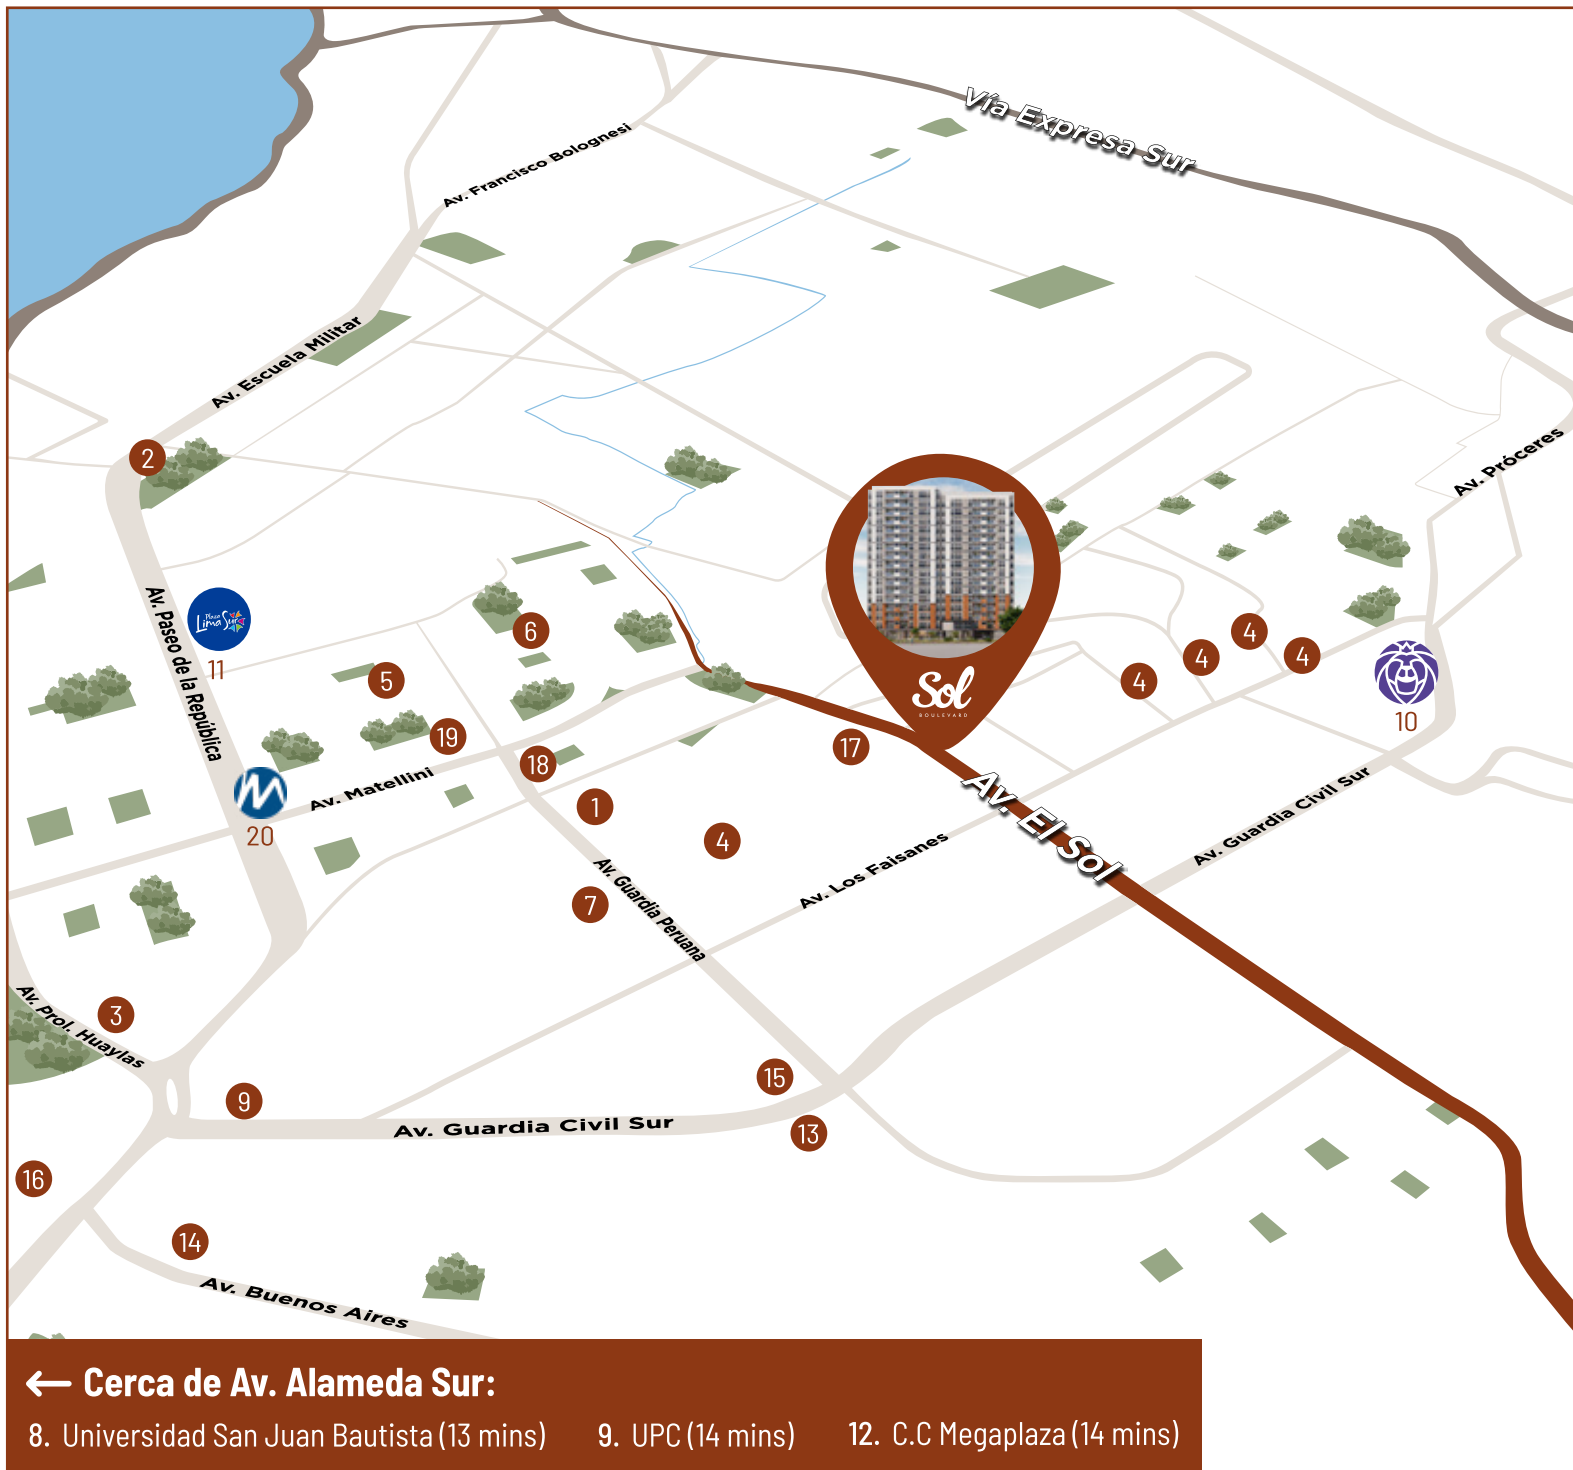 Vía Expresa Sur
Av. Francisco Bolognesi
Av. Escuela Militar
Av. Próceres
2
Av. Paseo de la República
Plaza
Lima Sur
11
6
5
19
18
Sol
BOULEVARD
4
4
4
4
10
17
Av. Matellini
20
1
4
7
Av. El Sol
Av. Guardia Civil Sur
Av. Los Faisanes
Av. Guardia Peruana
Av. Prol. Huaylas
3
9
15
13
Av. Guardia Civil Sur
16
14
Av. Buenos Aires
← Cerca de Av. Alameda Sur:
8. Universidad San Juan Bautista (13 mins) 9. UPC (14 mins) 12. C.C Megaplaza (14 mins)